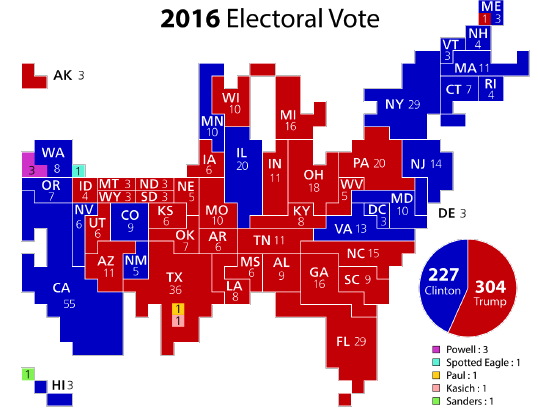 2016 Electoral Vote
ME
1 3
NH
4
VT
3
MA 11
CT 7
RI
4
AK 3
WI
10
MI
16
NY 29
MN
10
WA
8
3
1
IA
6
IL
20
IN
11
OH
18
PA 20
NJ 14
OR
7
ID
4
MT 3
ND 3
WY 3
SD 3
NE
5
WV
5
MD
10
DC
3
DE 3
NV
6
UT
6
CO
9
KS
6
MO
10
KY
8
VA 13
CA
55
AZ
11
NM
5
OK
7
AR
6
TN 11
NC 15
TX
36
1
1
LA
8
MS
6
AL
9
GA
16
SC 9
FL 29
1
HI 3
227
Clinton
304
Trump
Powell : 3
Spotted Eagle : 1
Paul : 1
Kasich : 1
Sanders : 1